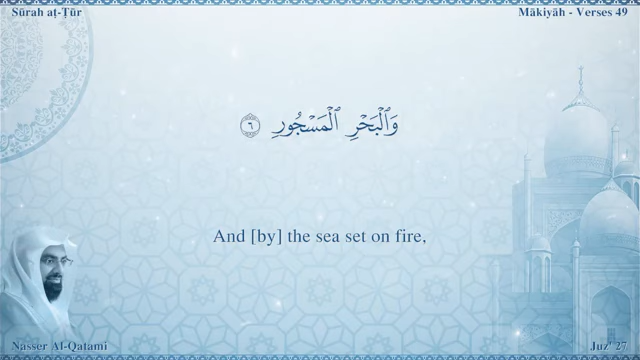 Sūrah aṭ-Ṭūr
Mākiyāh - Verses 49
وَٱلْبَحْرِ ٱلْمَسْجُورِ ٦
And [by] the sea set on fire,
Nasser Al-Qatami
Juz' 27